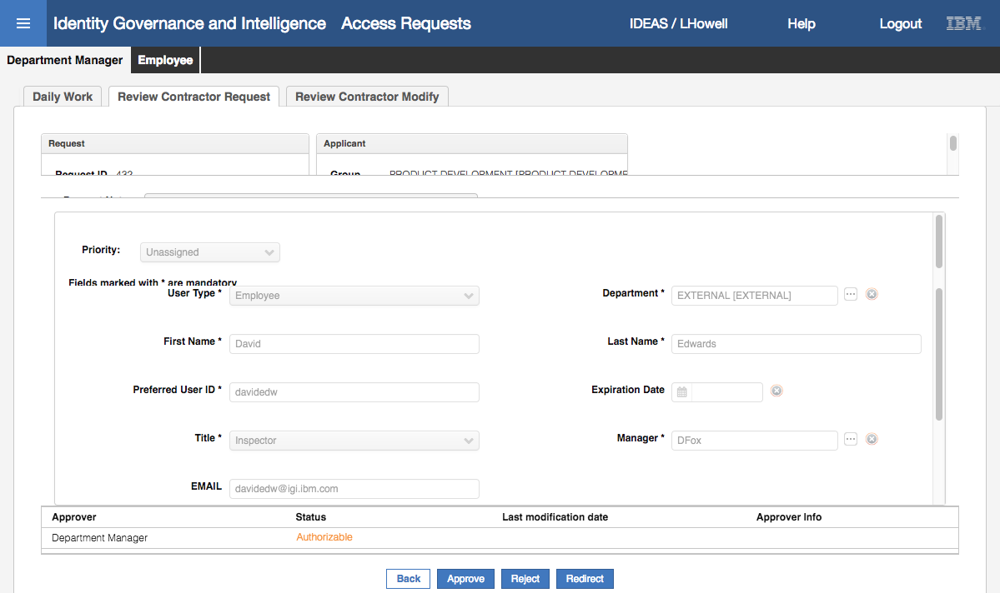 Identity Governance and Intelligence Access Requests IDEAS / LHowell Help Logout IBM
Department Manager Employee
Daily Work Review Contractor Request Review Contractor Modify
Request Applicant
Request ID 432 Group PRODUCT DEVELOPMENT [PRODUCT DEVELOPME
Priority: Unassigned
Fields marked with * are mandatory
User Type * Employee Department * EXTERNAL [EXTERNAL]
First Name * David Last Name * Edwards
Preferred User ID * davidedw Expiration Date
Title * Inspector Manager * DFox
EMAIL davidedw@igi.ibm.com
Approver Status Last modification date Approver Info
Department Manager Authorizable
Back Approve Reject Redirect